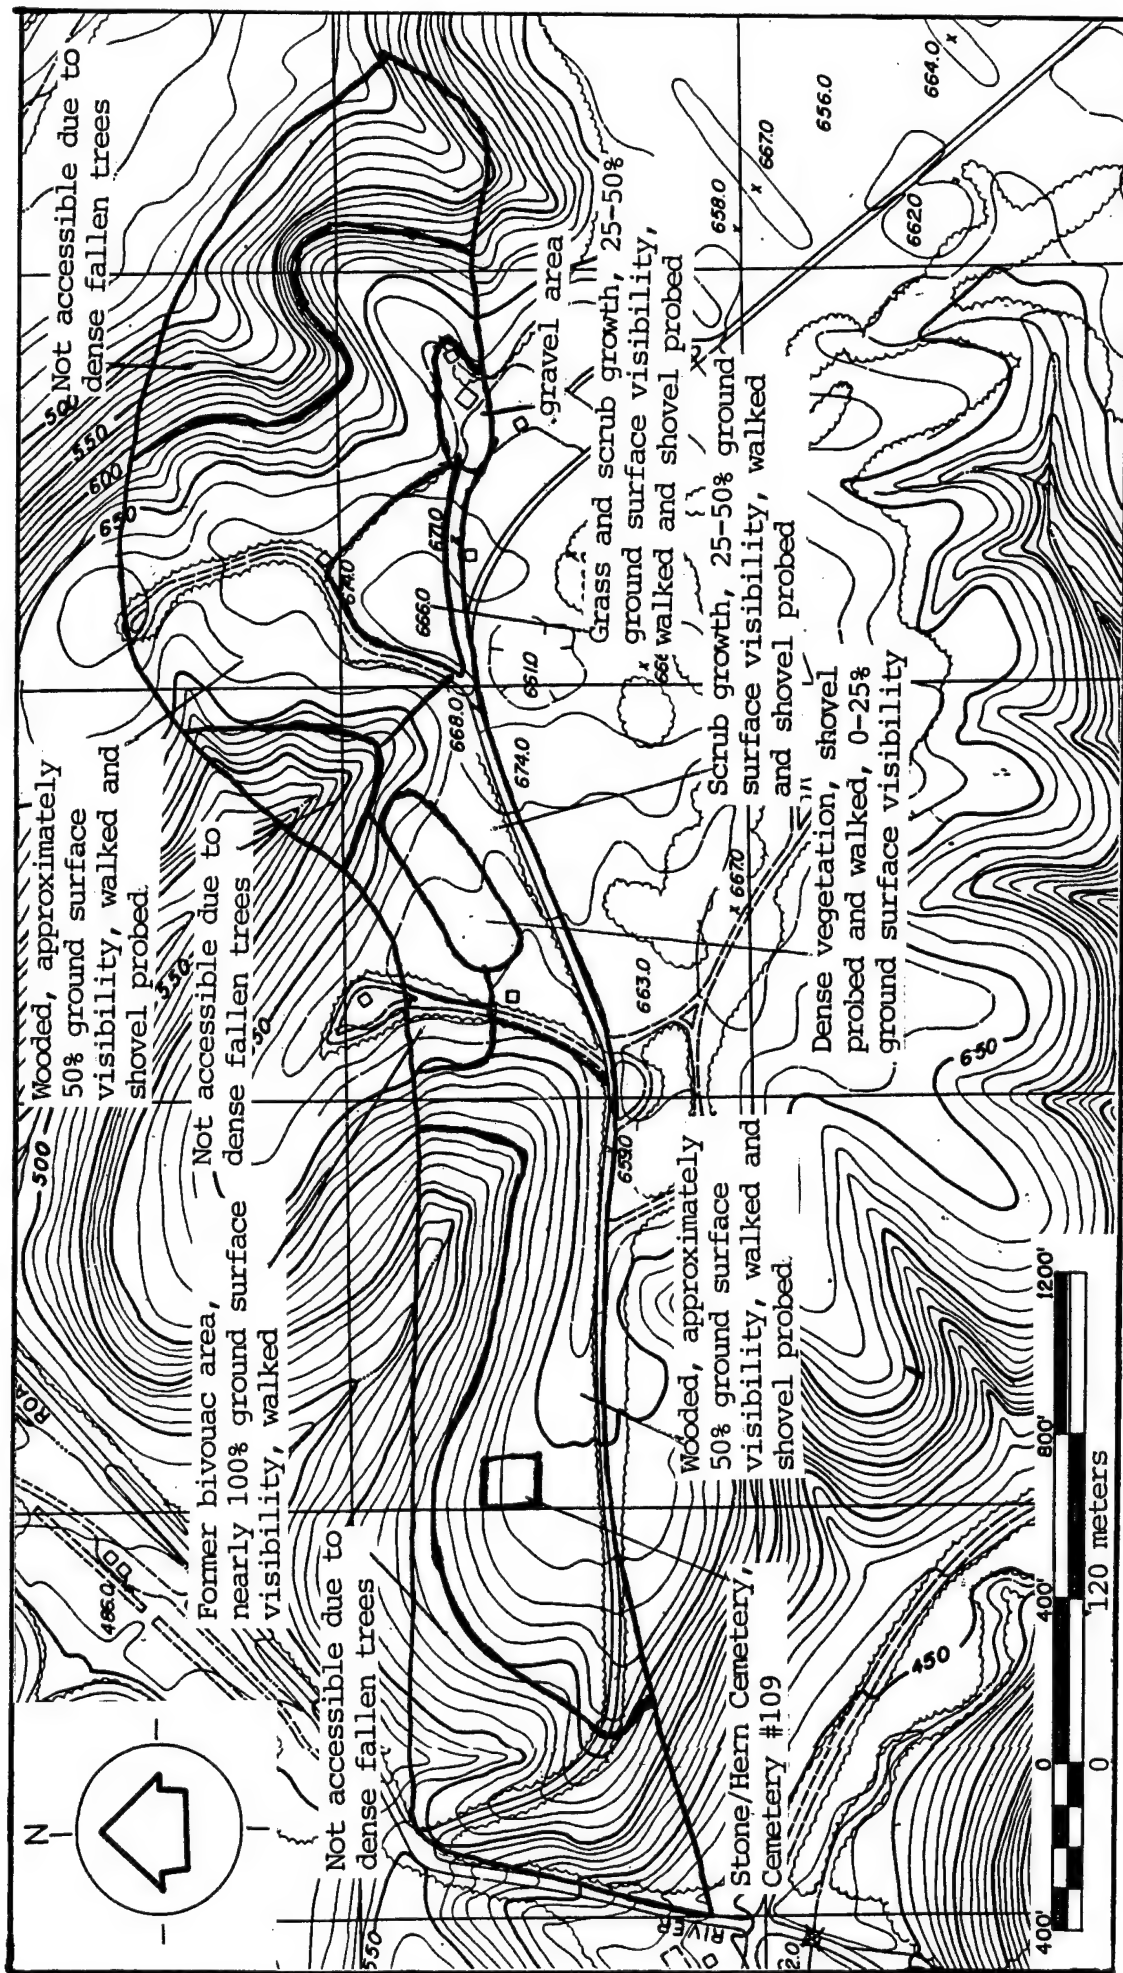 N
Not accessible due to
dense fallen trees
Former bivouac area,
nearly 100% ground surface
visibility, walked
Wooded, approximately
50% ground surface
visibility, walked and
shovel probed.
Not accessible due to
dense fallen trees
Not accessible due to
dense fallen trees
gravel area
Grass and scrub growth, 25-50%
ground surface visibility,
walked and shovel probed
Scrub growth, 25-50% ground
surface visibility, walked
and shovel probed
Dense vegetation, shovel
probed and walked, 0-25%
ground surface visibility
Wooded, approximately
50% ground surface
visibility, walked and
shovel probed.
Stone/Hern Cemetery,
Cemetery #109
RIVER
486.0
500
550
550
600
650
674.0
671.0
666.0
668.0
661.0
674.0
663.0
667.0
659.0
650
450
658.0
667.0
656.0
664.0
662.0
400'
0
400'
800'
1200'
0
120 meters